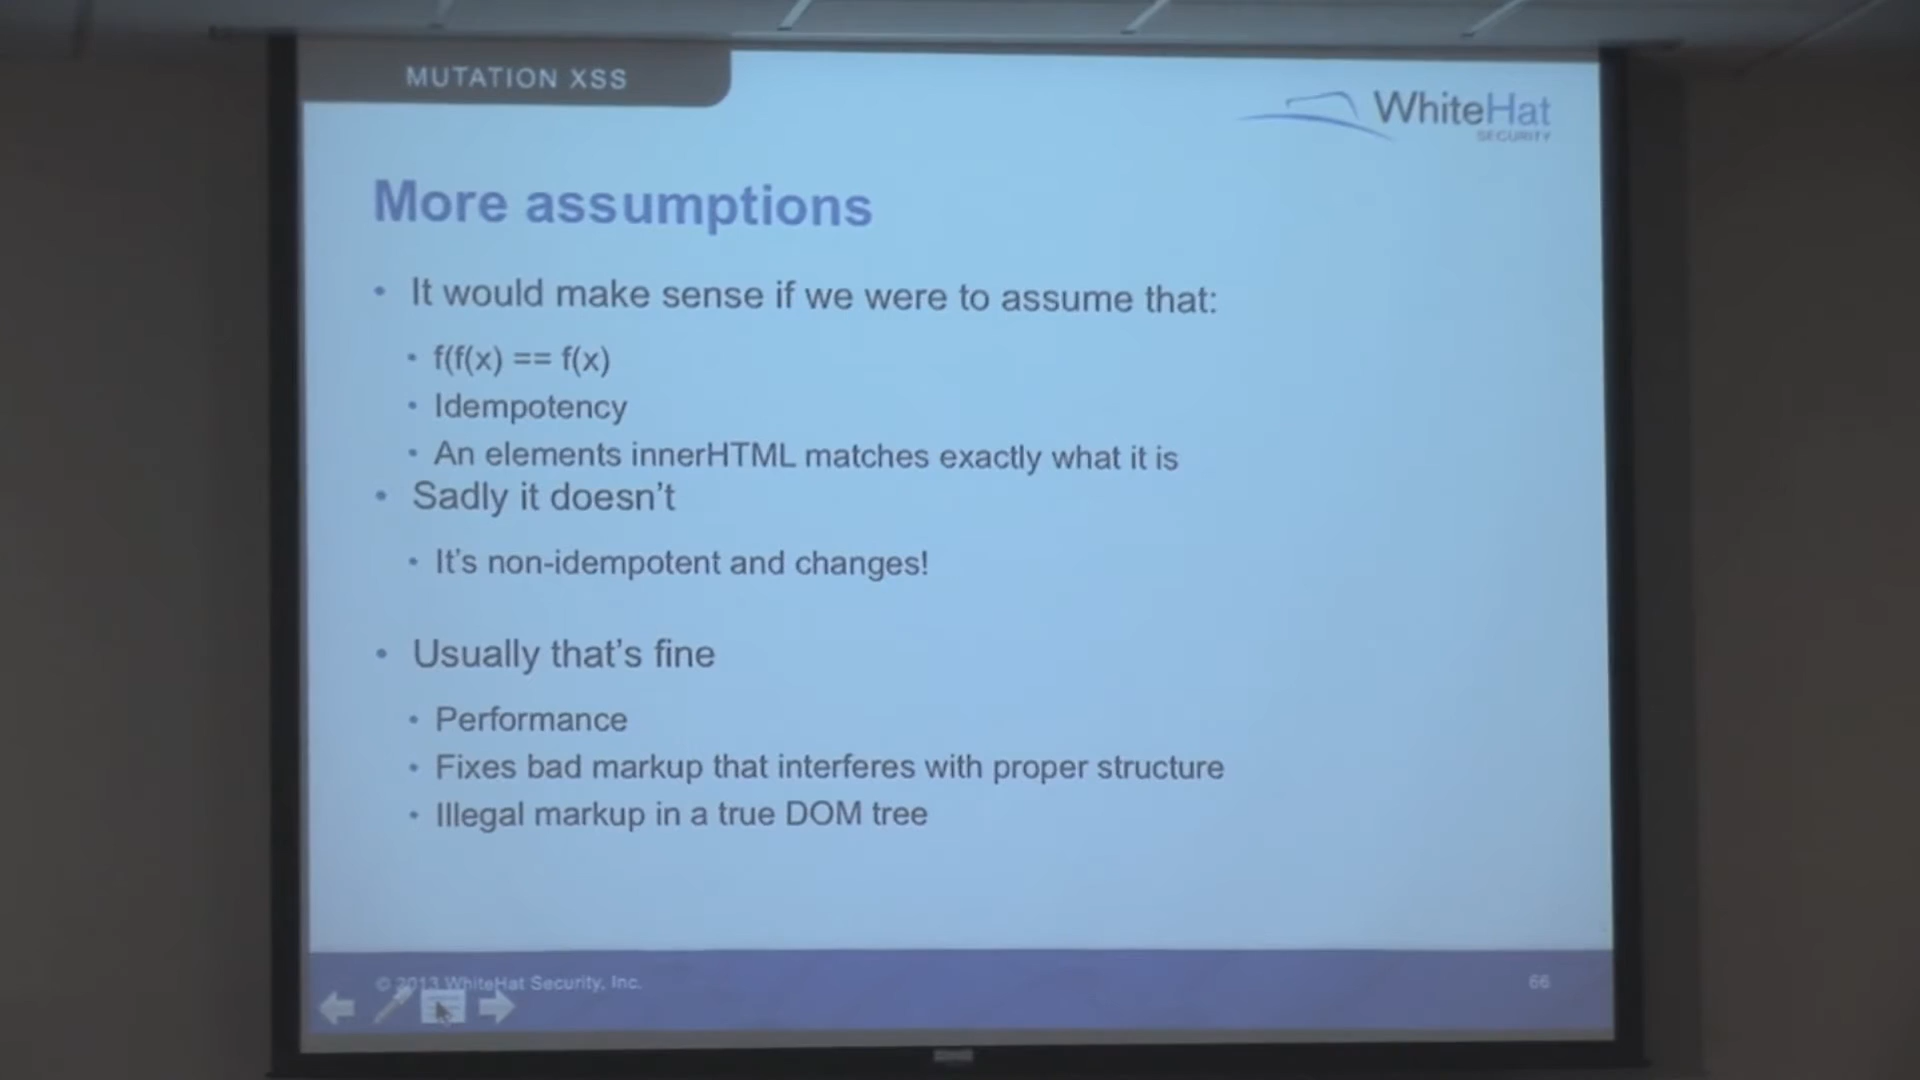 MUTATION XSS
WhiteHat
SECURITY
More assumptions
• It would make sense if we were to assume that:
• f(f(x) == f(x)
• Idempotency
• An elements innerHTML matches exactly what it is
• Sadly it doesn't
• It's non-idempotent and changes!
• Usually that's fine
• Performance
• Fixes bad markup that interferes with proper structure
• Illegal markup in a true DOM tree
© 2013 WhiteHat Security, Inc.
66